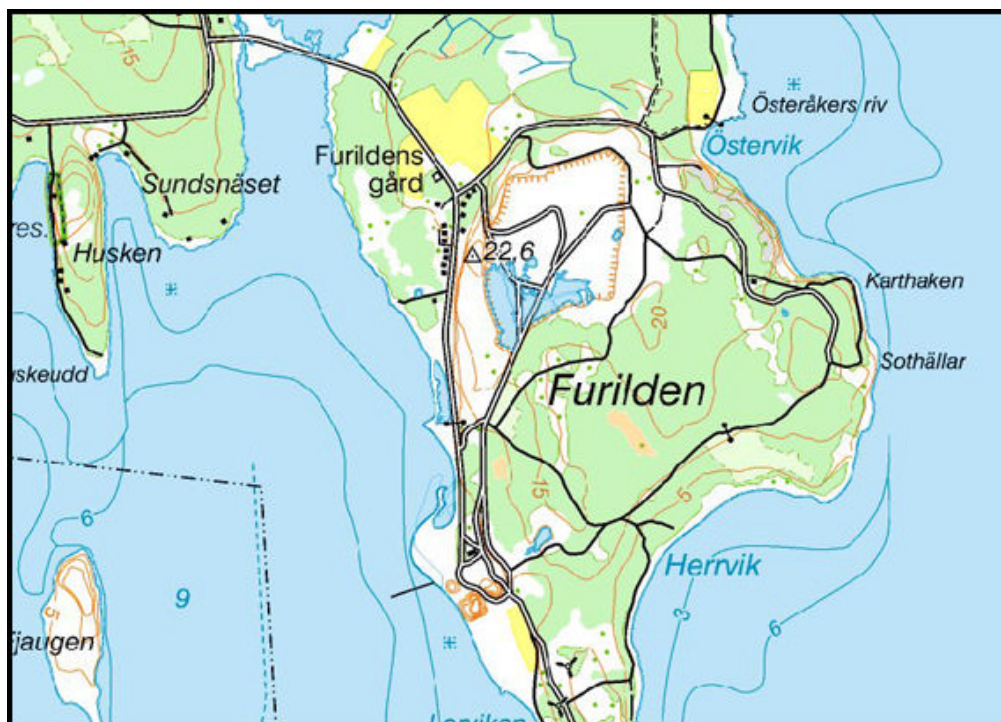 15
Österåkers riv
Östervik
Furildens
gård
Sundsnäset
res.
Husken
22,6
Karthaken
20
Sothällar
skeudd
Furilden
15
5
6
Herrvik
9
3
6
5
jaugen